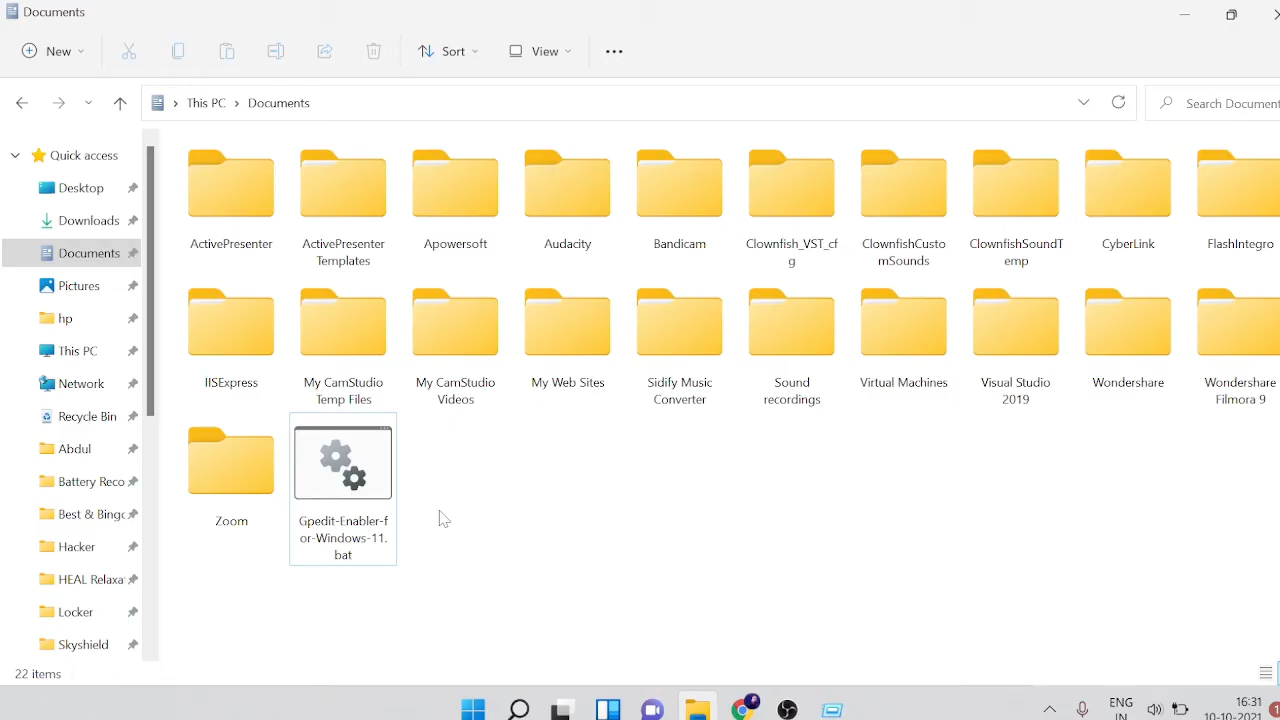 Documents
New
Sort
View
This PC
Documents
Search Document
Quick access
Desktop
Downloads
Documents
Pictures
hp
This PC
Network
Recycle Bin
Abdul
Battery Reco
Best & Bingo
Hacker
HEAL Relaxa
Locker
Skyshield
ActivePresenter
ActivePresenter
Templates
Apowersoft
Audacity
Bandicam
Clownfish_VST_cf
g
ClownfishCusto
mSounds
ClownfishSoundT
emp
CyberLink
FlashIntegro
IISExpress
My CamStudio
Temp Files
My CamStudio
Videos
My Web Sites
Sidify Music
Converter
Sound
recordings
Virtual Machines
Visual Studio
2019
Wondershare
Wondershare
Filmora 9
Zoom
Gpedit-Enabler-f
or-Windows-11.
bat
22 items
ENG
IN
16:31
10-10-2021
1